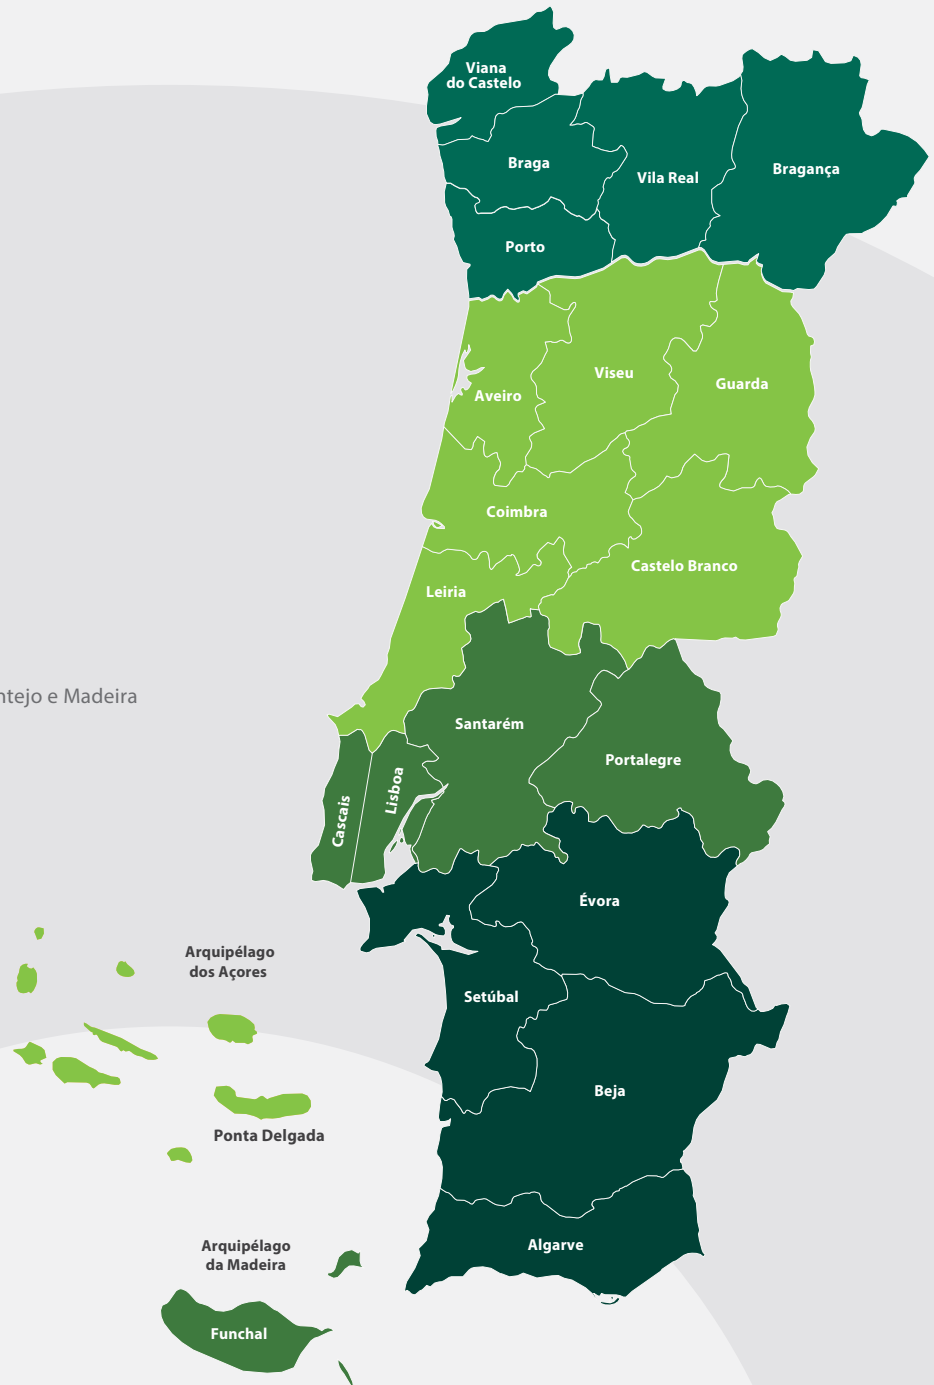 Viana
do Castelo
Braga
Vila Real
Bragança
Porto
Viseu
Guarda
Aveiro
Coimbra
Castelo Branco
Leiria
e Madeira
Santarém
Portalegre
Lisboa
Cascais
Évora
Arquipélago
dos Açores
Setúbal
Beja
Ponta Delgada
Arquipélago
da Madeira
Algarve
Funchal